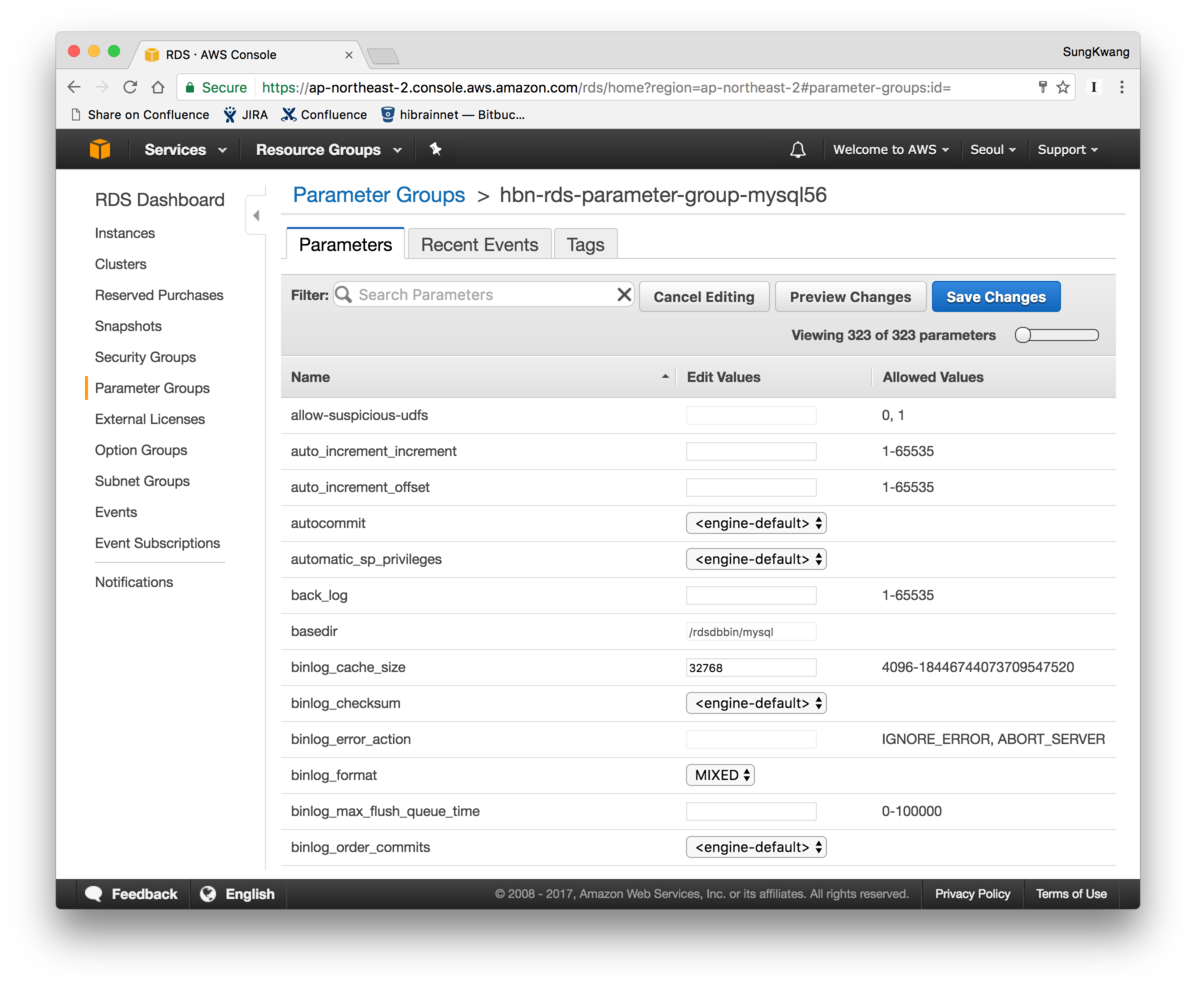 RDS · AWS Console
SungKwang
Secure https://ap-northeast-2.console.aws.amazon.com/rds/home?region=ap-northeast-2#parameter-groups:id=
Share on Confluence JIRA Confluence hibrainnet — Bitbuc...
Services Resource Groups Welcome to AWS Seoul Support
RDS Dashboard
Instances
Clusters
Reserved Purchases
Snapshots
Security Groups
Parameter Groups
External Licenses
Option Groups
Subnet Groups
Events
Event Subscriptions
Notifications
Parameter Groups > hbn-rds-parameter-group-mysql56
Parameters Recent Events Tags
Filter: Search Parameters Cancel Editing Preview Changes Save Changes
Viewing 323 of 323 parameters
Name Edit Values Allowed Values
allow-suspicious-udfs 0, 1
auto_increment_increment 1-65535
auto_increment_offset 1-65535
autocommit <engine-default>
automatic_sp_privileges <engine-default>
back_log 1-65535
basedir /rdsdbbin/mysql
binlog_cache_size 32768 4096-18446744073709547520
binlog_checksum <engine-default>
binlog_error_action IGNORE_ERROR, ABORT_SERVER
binlog_format MIXED
binlog_max_flush_queue_time 0-100000
binlog_order_commits <engine-default>
Feedback English © 2008 - 2017, Amazon Web Services, Inc. or its affiliates. All rights reserved. Privacy Policy Terms of Use